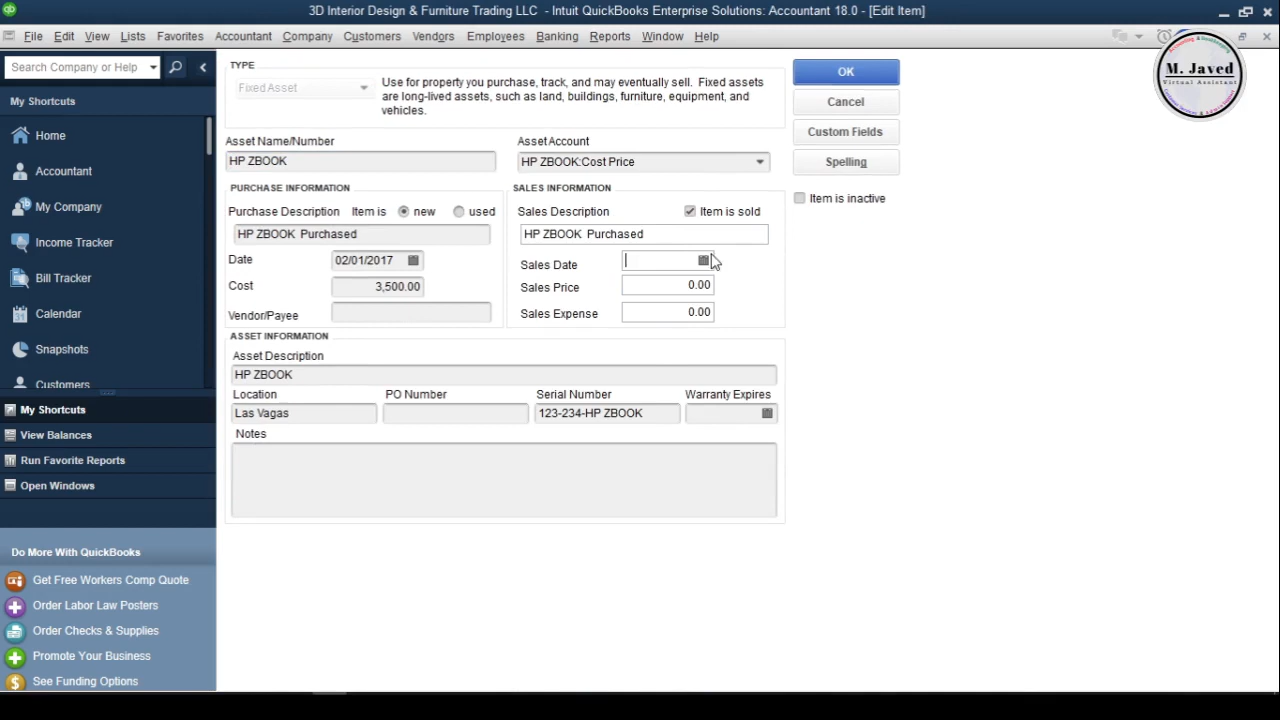 3D Interior Design & Furniture Trading LLC - Intuit QuickBooks Enterprise Solutions: Accountant 18.0 - [Edit Item]
File Edit View Lists Favorites Accountant Company Customers Vendors Employees Banking Reports Window Help
Search Company or Help
My Shortcuts
Home
Accountant
My Company
Income Tracker
Bill Tracker
Calendar
Snapshots
Customers
My Shortcuts
View Balances
Run Favorite Reports
Open Windows
Do More With QuickBooks
Get Free Workers Comp Quote
Order Labor Law Posters
Order Checks & Supplies
Promote Your Business
See Funding Options
TYPE
Fixed Asset
Use for property you purchase, track, and may eventually sell. Fixed assets
are long-lived assets, such as land, buildings, furniture, equipment, and
vehicles.
Asset Name/Number
HP ZBOOK
Asset Account
HP ZBOOK:Cost Price
PURCHASE INFORMATION
Purchase Description Item is new used
HP ZBOOK Purchased
Date 02/01/2017
Cost 3,500.00
Vendor/Payee
SALES INFORMATION
Sales Description Item is sold
HP ZBOOK Purchased
Sales Date
Sales Price 0.00
Sales Expense 0.00
ASSET INFORMATION
Asset Description
HP ZBOOK
Location PO Number Serial Number Warranty Expires
Las Vagas 123-234-HP ZBOOK
Notes
OK
Cancel
Custom Fields
Spelling
Item is inactive
M. Javed
Virtual Assistant